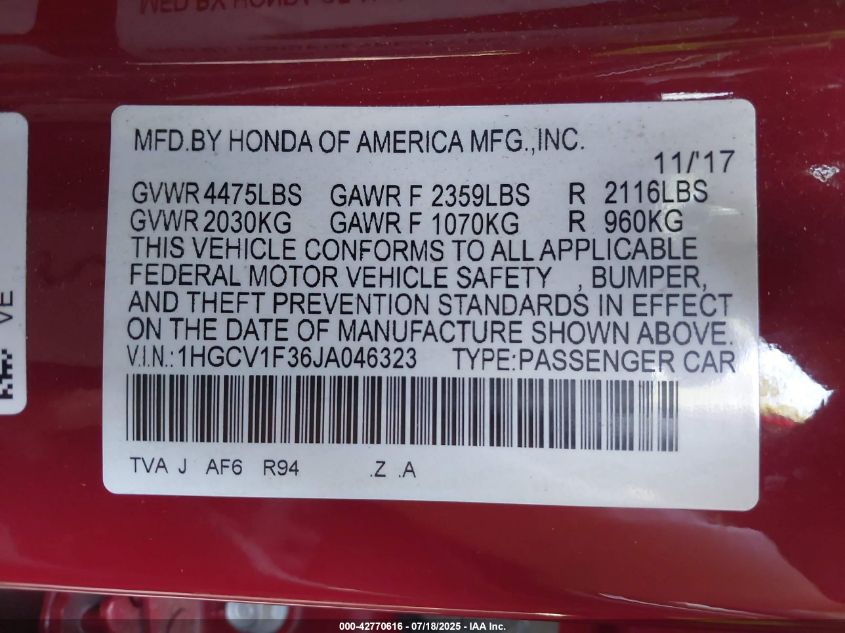 MFD.BY HONDA OF AMERICA MFG.,INC.
11/'17
GVWR 4475LBS GAWR F 2359LBS R 2116LBS
GVWR 2030KG GAWR F 1070KG R 960KG
THIS VEHICLE CONFORMS TO ALL APPLICABLE
FEDERAL MOTOR VEHICLE SAFETY , BUMPER,
AND THEFT PREVENTION STANDARDS IN EFFECT
ON THE DATE OF MANUFACTURE SHOWN ABOVE.
V.I.N.:1HGCV1F36JA046323 TYPE:PASSENGER CAR
TVA J AF6 R94 .Z .A
VE
000-42770616 - 07/18/2025 - IAA Inc.